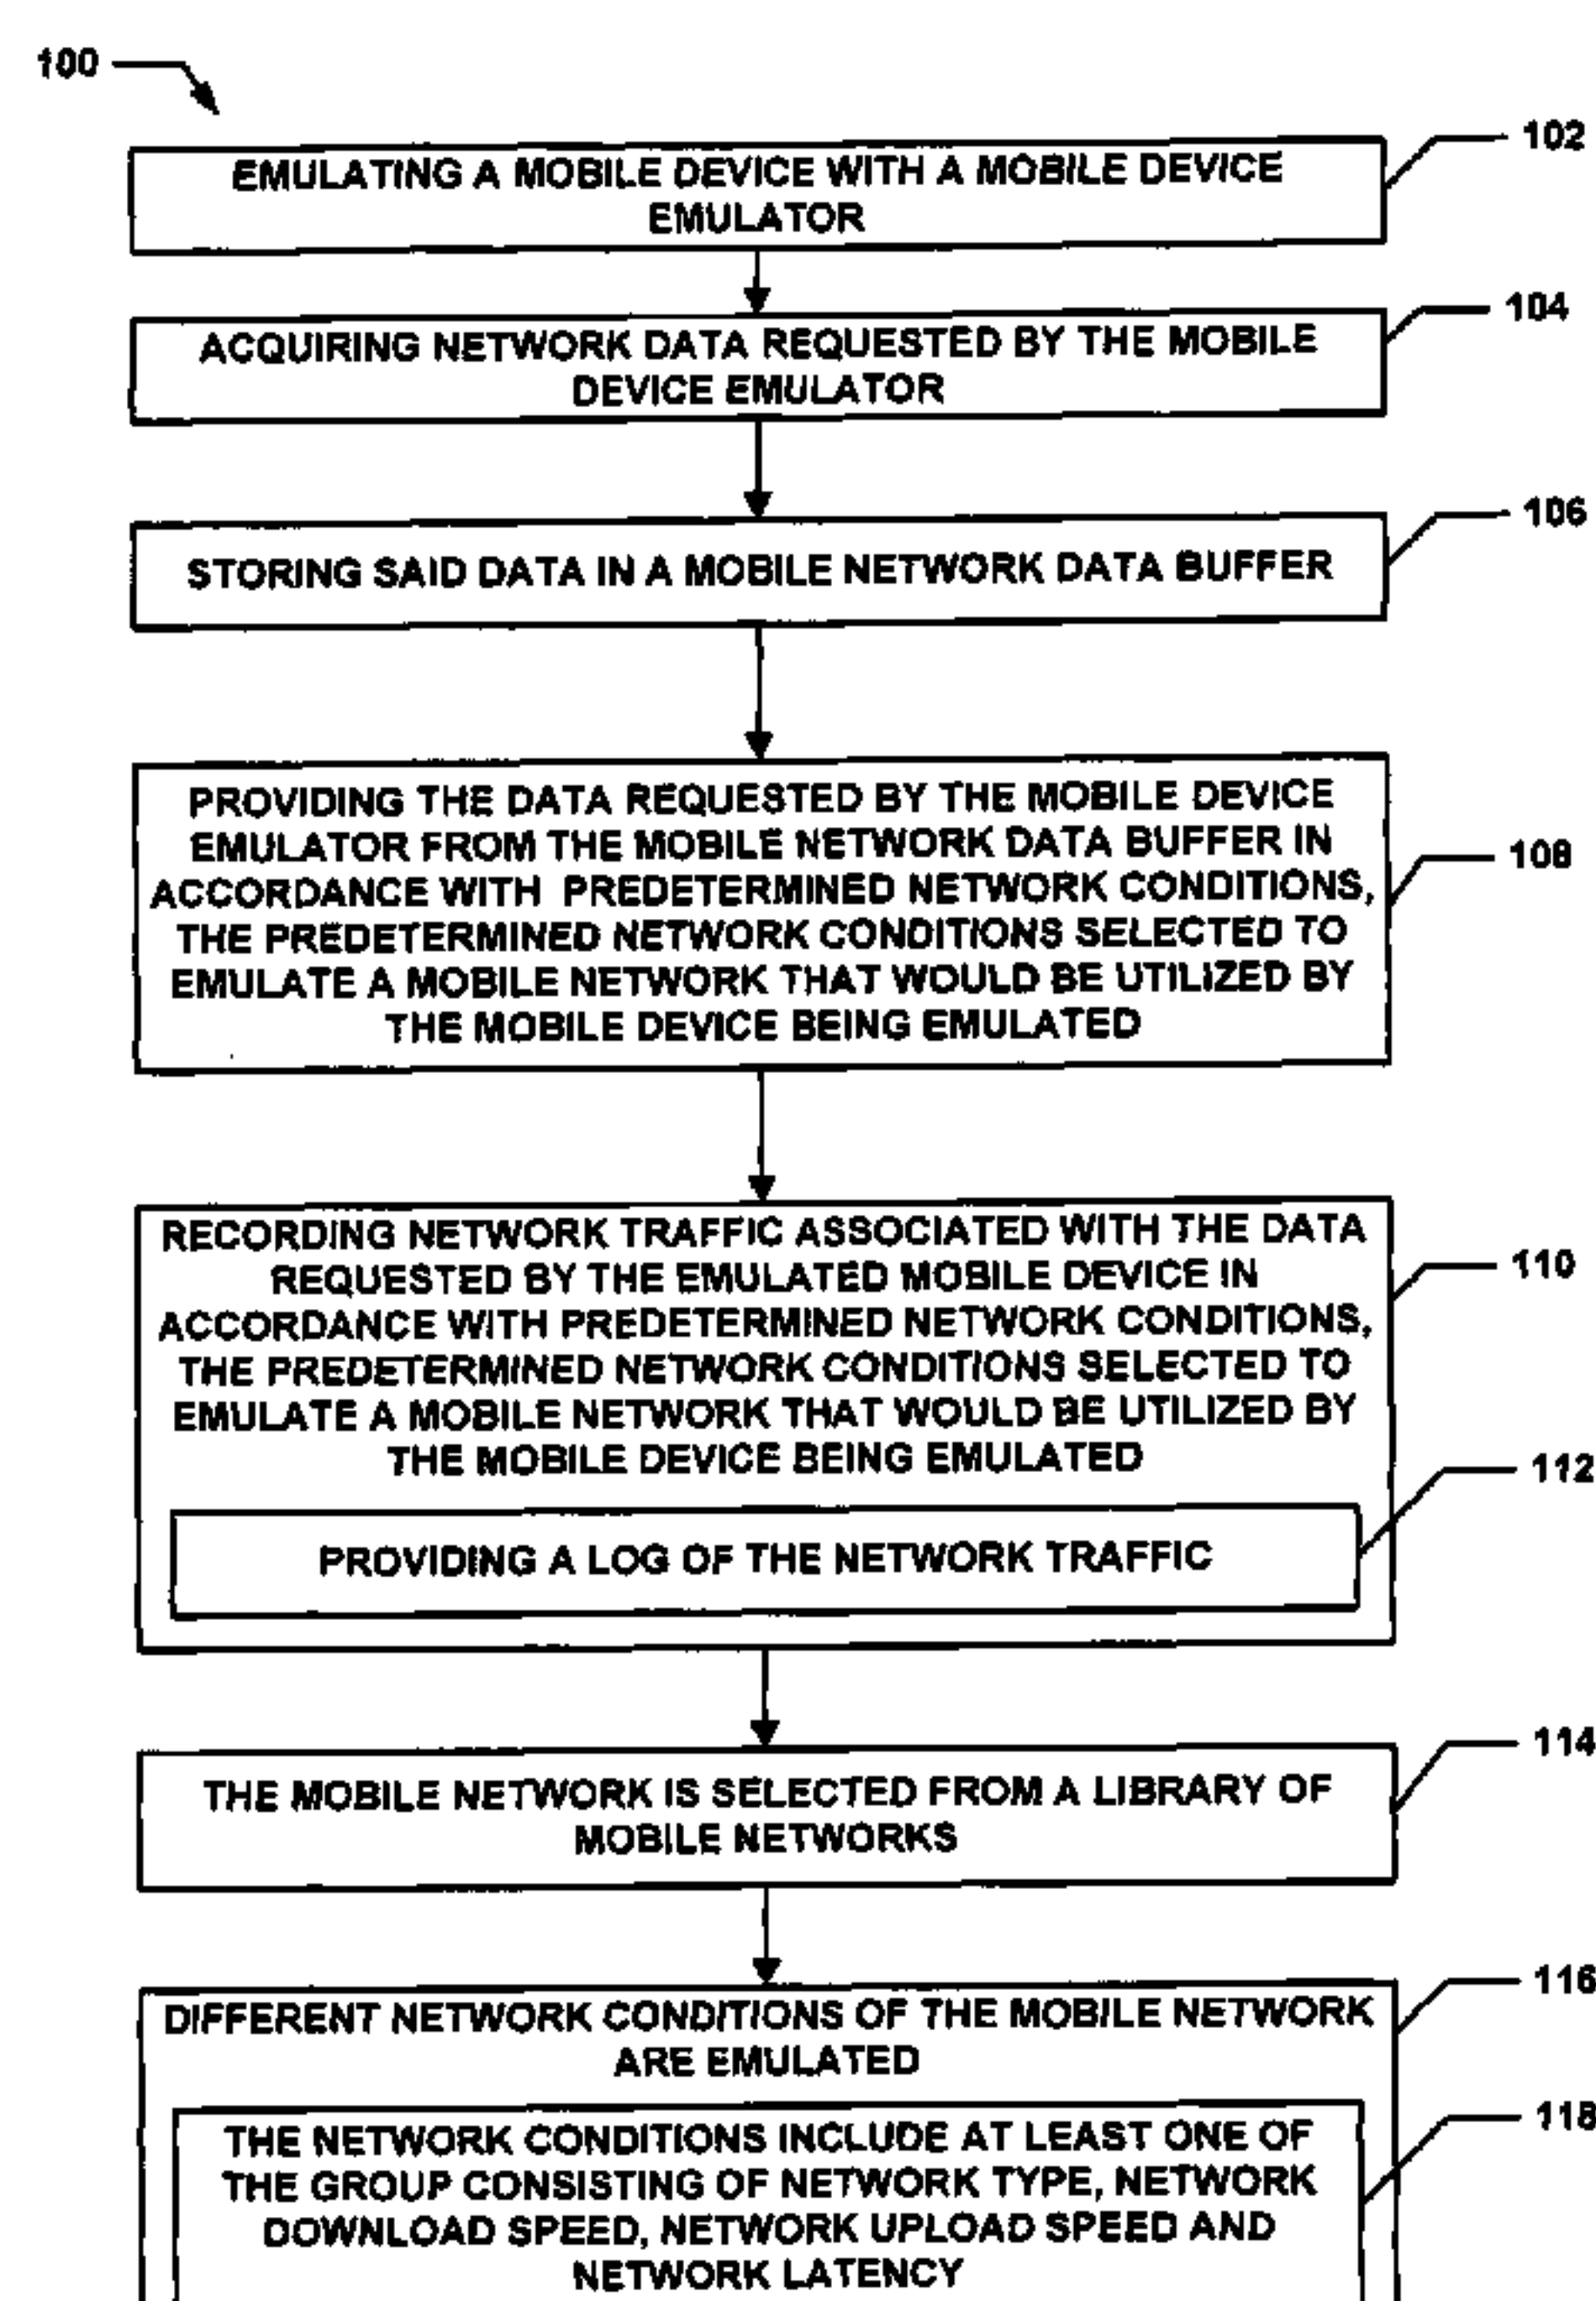 100
102
EMULATING A MOBILE DEVICE WITH A MOBILE DEVICE
EMULATOR
104
ACQUIRING NETWORK DATA REQUESTED BY THE MOBILE
DEVICE EMULATOR
106
STORING SAID DATA IN A MOBILE NETWORK DATA BUFFER
108
PROVIDING THE DATA REQUESTED BY THE MOBILE DEVICE
EMULATOR FROM THE MOBILE NETWORK DATA BUFFER IN
ACCORDANCE WITH PREDETERMINED NETWORK CONDITIONS,
THE PREDETERMINED NETWORK CONDITIONS SELECTED TO
EMULATE A MOBILE NETWORK THAT WOULD BE UTILIZED BY
THE MOBILE DEVICE BEING EMULATED
110
RECORDING NETWORK TRAFFIC ASSOCIATED WITH THE DATA
REQUESTED BY THE EMULATED MOBILE DEVICE IN
ACCORDANCE WITH PREDETERMINED NETWORK CONDITIONS,
THE PREDETERMINED NETWORK CONDITIONS SELECTED TO
EMULATE A MOBILE NETWORK THAT WOULD BE UTILIZED BY
THE MOBILE DEVICE BEING EMULATED
112
PROVIDING A LOG OF THE NETWORK TRAFFIC
114
THE MOBILE NETWORK IS SELECTED FROM A LIBRARY OF
MOBILE NETWORKS
116
DIFFERENT NETWORK CONDITIONS OF THE MOBILE NETWORK
ARE EMULATED
118
THE NETWORK CONDITIONS INCLUDE AT LEAST ONE OF
THE GROUP CONSISTING OF NETWORK TYPE, NETWORK
DOWNLOAD SPEED, NETWORK UPLOAD SPEED AND
NETWORK LATENCY